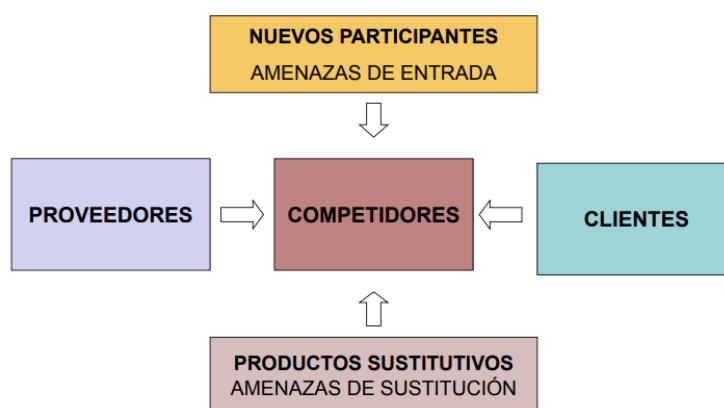 NUEVOS PARTICIPANTES
AMENAZAS DE ENTRADA
PROVEEDORES
COMPETIDORES
CLIENTES
PRODUCTOS SUSTITUTIVOS
AMENAZAS DE SUSTITUCIÓN